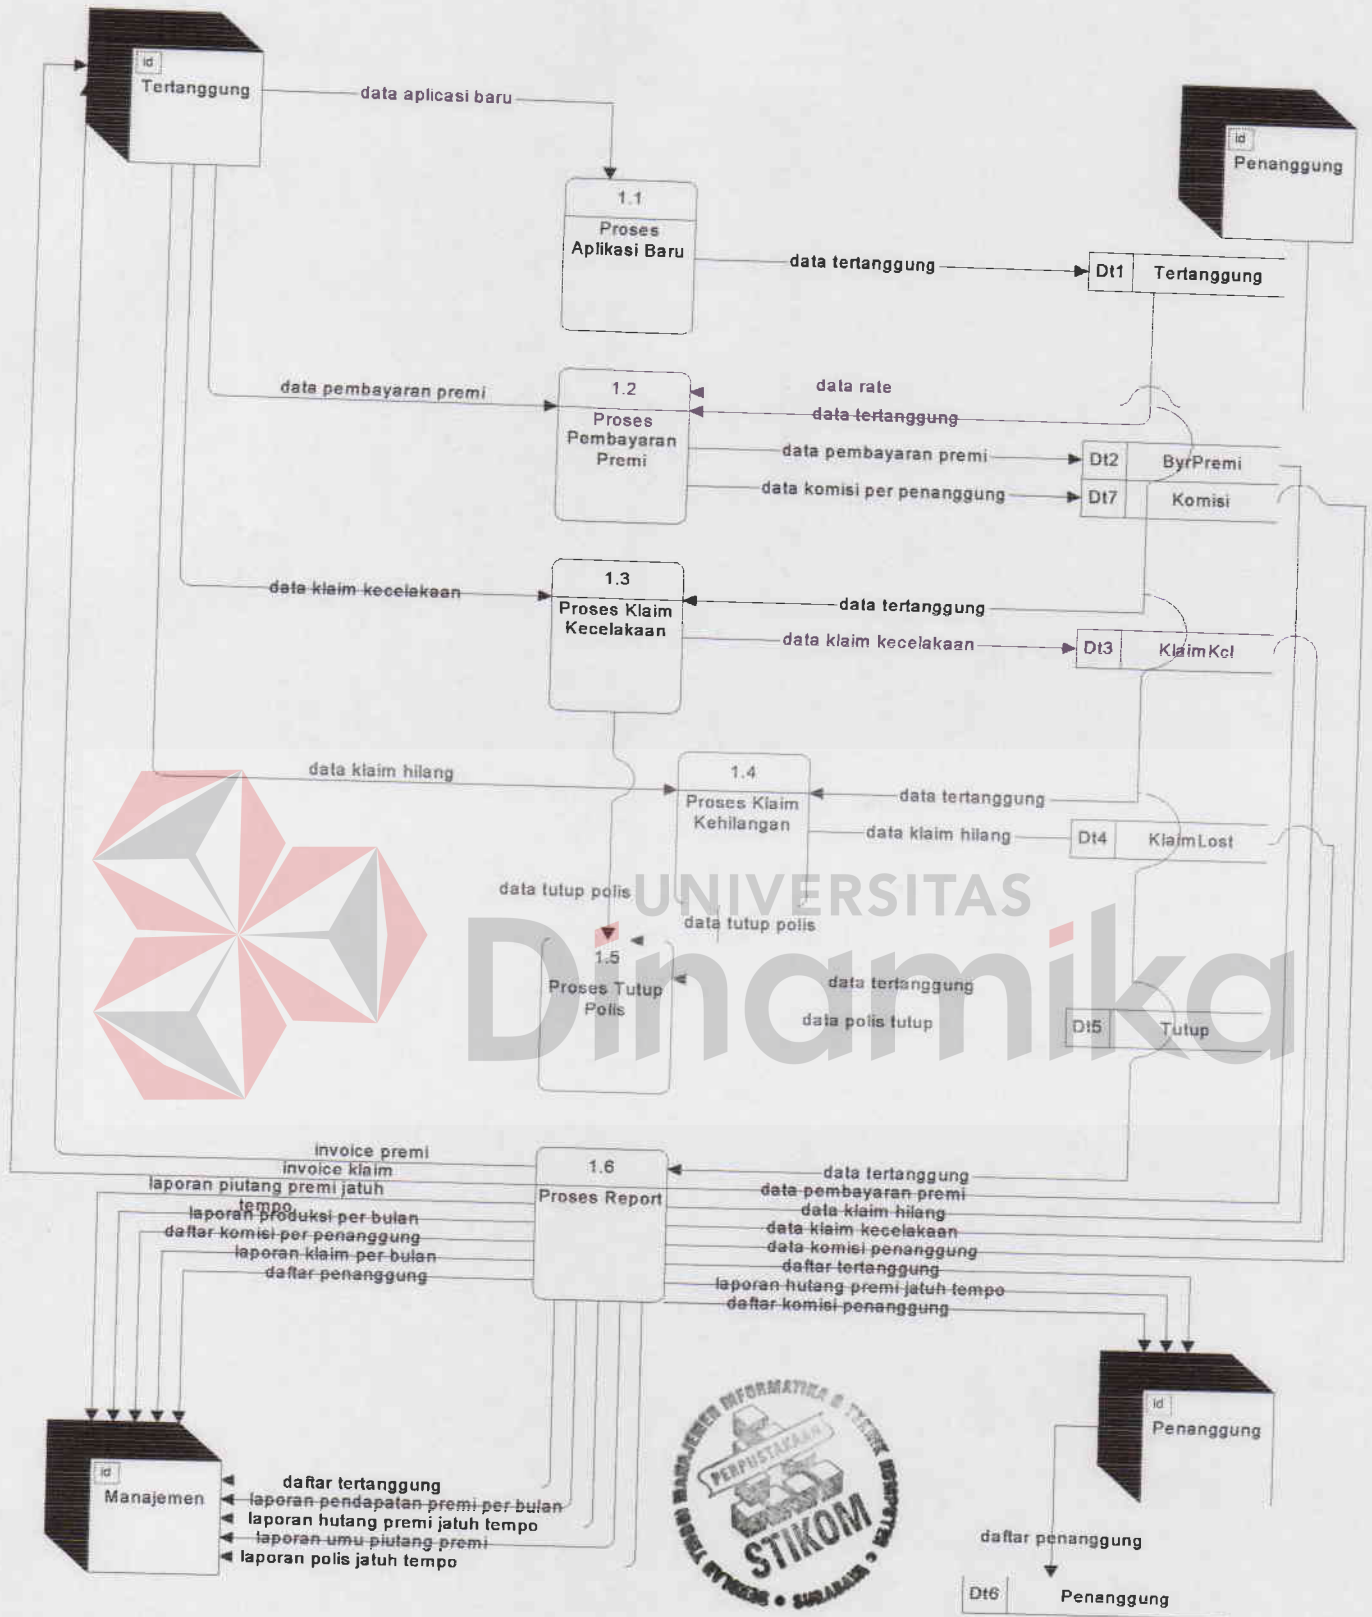 id
Tertanggung
data aplicasi baru
id
Penanggung
1.1
Proses
Aplikasi Baru
data tertanggung
Dt1
Tertanggung
data pembayaran premi
1.2
Proses
Pembayaran
Premi
data rate
data tertanggung
data pembayaran premi
Dt2
ByrPremi
data komisi per penanggung
Dt7
Komisi
data klaim kecelakaan
1.3
Proses Klaim
Kecelakaan
data tertanggung
data klaim kecelakaan
Dt3
KlaimKcl
data klaim hilang
1.4
Proses Klaim
Kehilangan
data tertanggung
data klaim hilang
Dt4
KlaimLost
data tutup polis
data tutup polis
UNIVERSITAS
Dinamika
1.5
Proses Tutup
Polis
data tertanggung
data polis tutup
Dt5
Tutup
invoice premi
invoice klaim
laporan piutang premi jatuh
tempo
laporan produksi per bulan
daftar komisi per penanggung
laporan klaim per bulan
daftar penanggung
1.6
Proses Report
data tertanggung
data pembayaran premi
data klaim hilang
data klaim kecelakaan
data komisi penanggung
daftar tertanggung
laporan hutang premi jatuh tempo
daftar komisi penanggung
id
Manajemen
daftar tertanggung
laporan pendapatan premi per bulan
laporan hutang premi jatuh tempo
laporan umu piutang premi
laporan polis jatuh tempo
SEKOLAH TINGGI MANAJEMEN INFORMATIKA & TEKNIK KOMPUTER
SURABAYA
PERPUSTAKAAN
STIKOM
id
Penanggung
daftar penanggung
Dt6
Penanggung